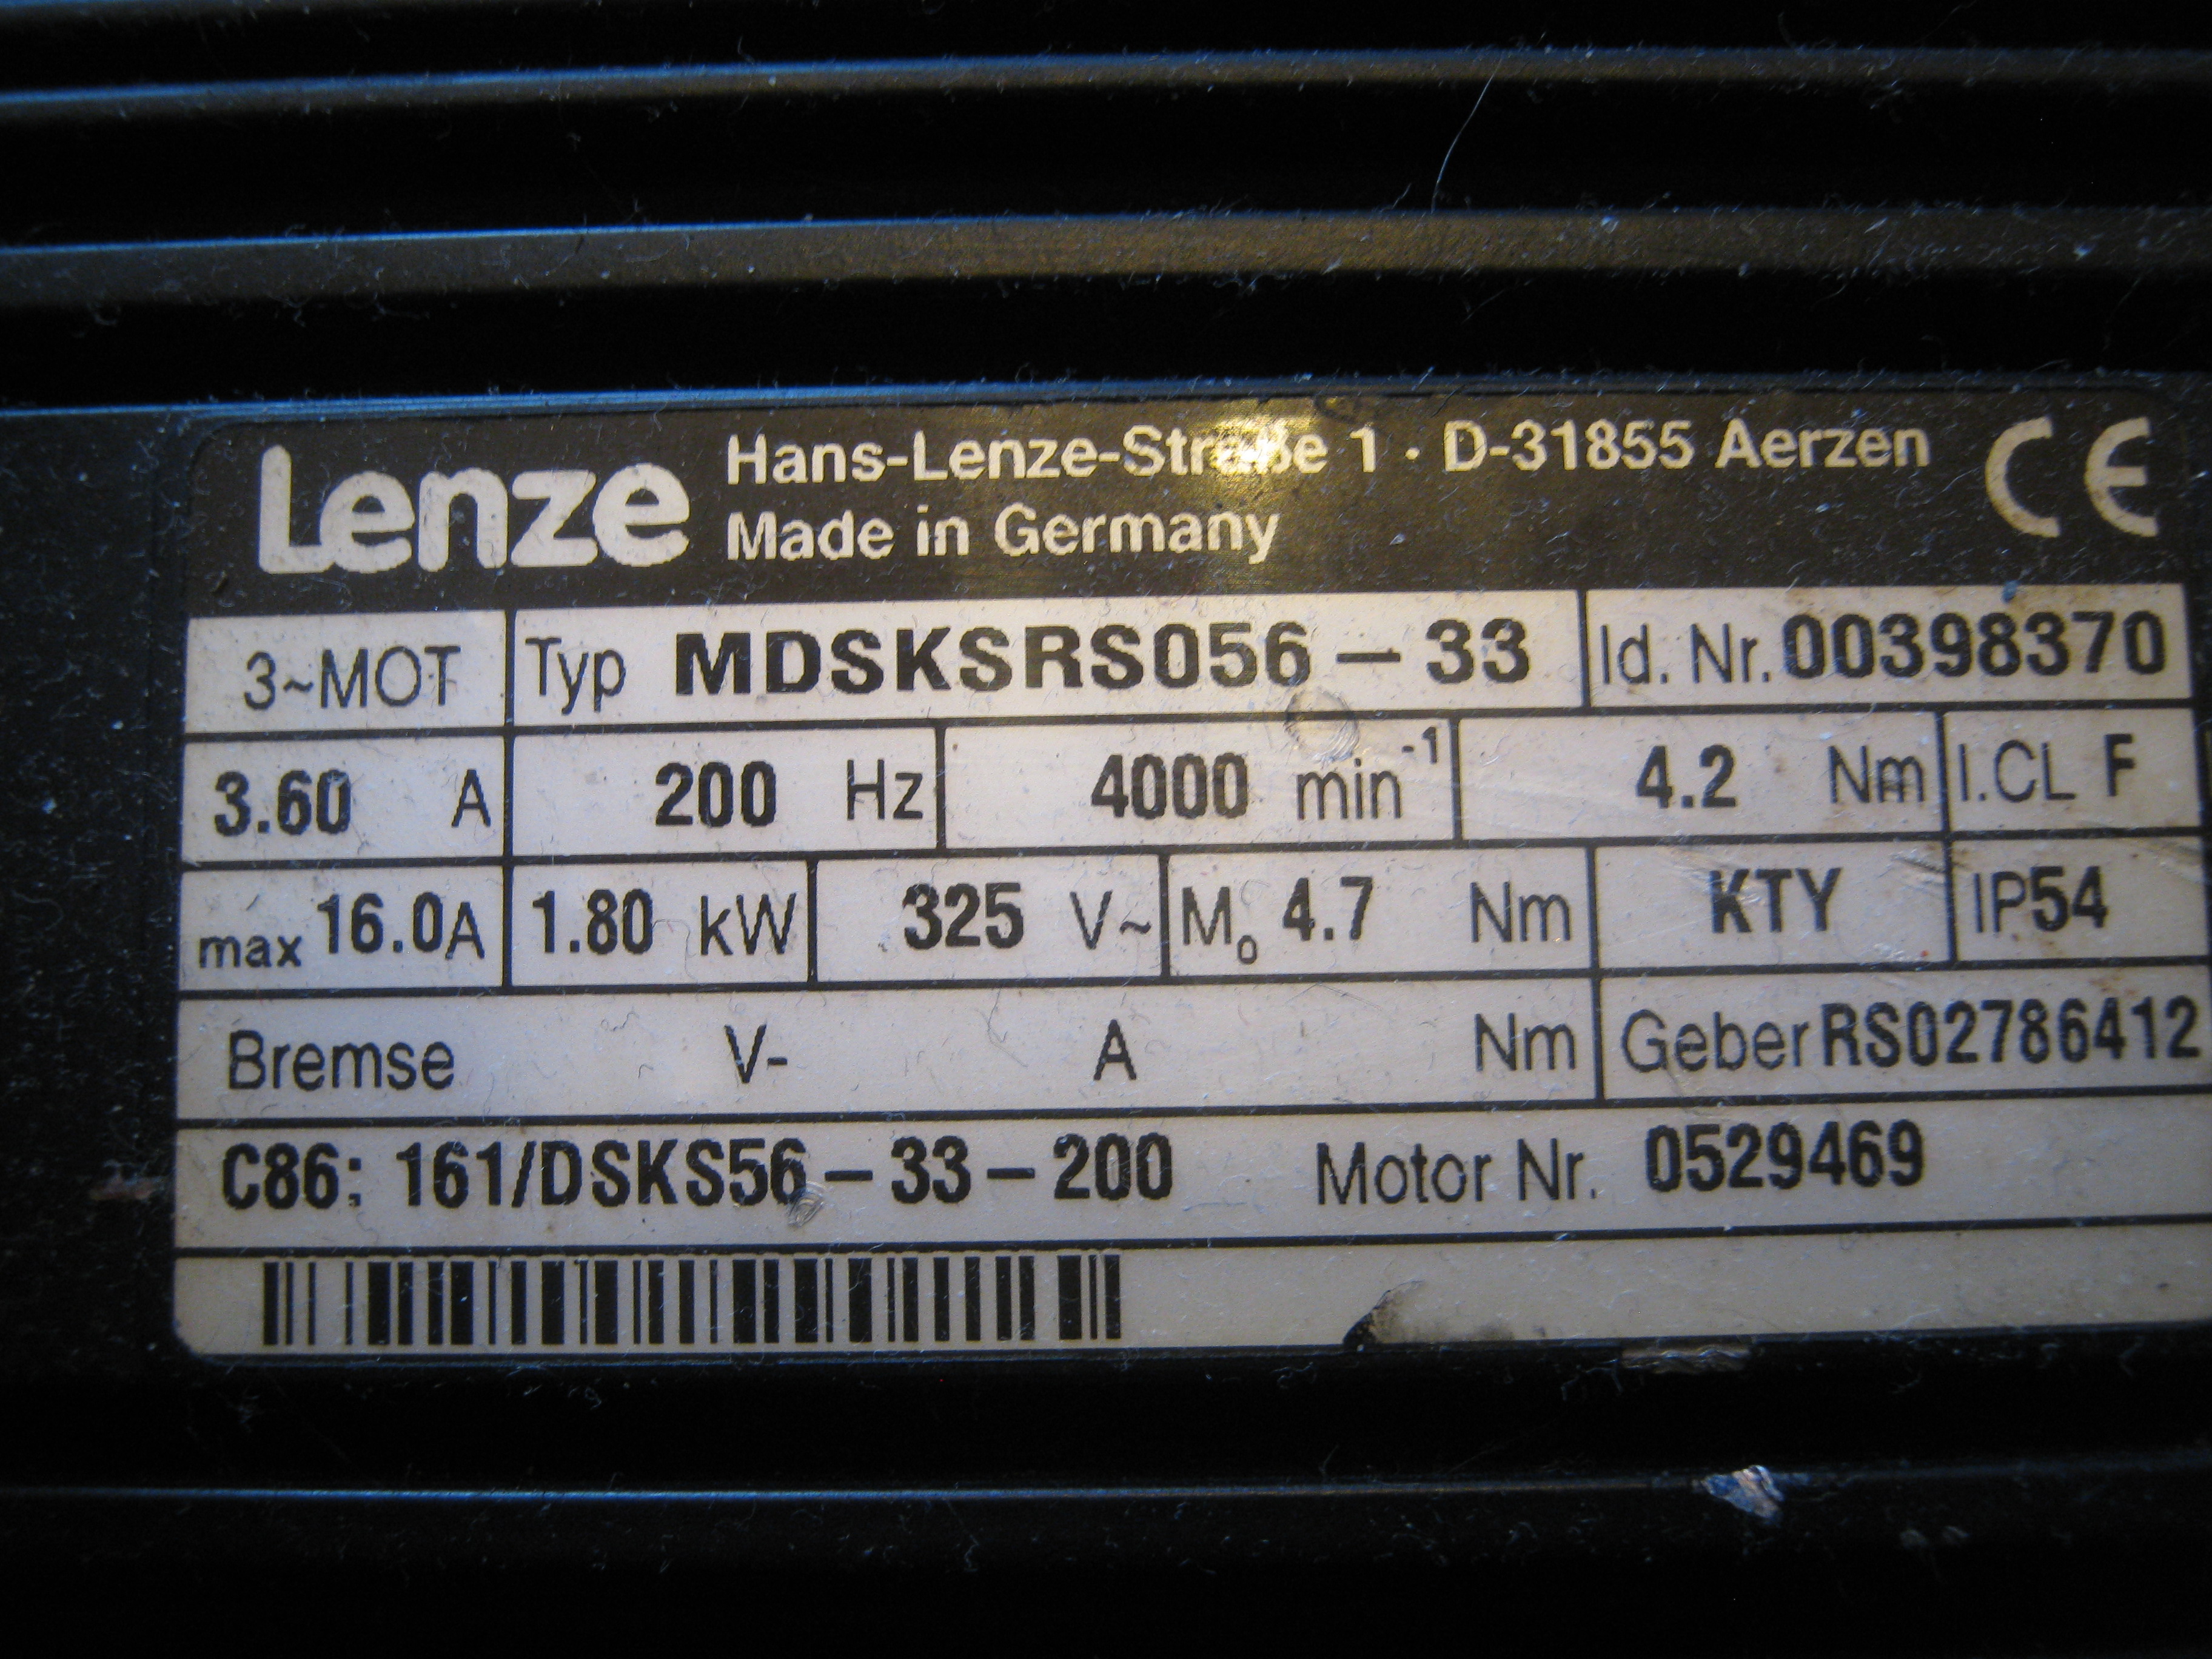 Lenze Hans-Lenze-Straße 1 · D-31855 Aerzen CE
Made in Germany
3~MOT Typ MDSKSRS056-33 Id. Nr. 00398370
3.60 A 200 Hz 4000 min⁻¹ 4.2 Nm I.CL F
max 16.0A 1.80 kW 325 V~ M₀ 4.7 Nm KTY IP54
Bremse V- A Nm Geber RS02786412
C86: 161/DSKS56-33-200 Motor Nr. 0529469